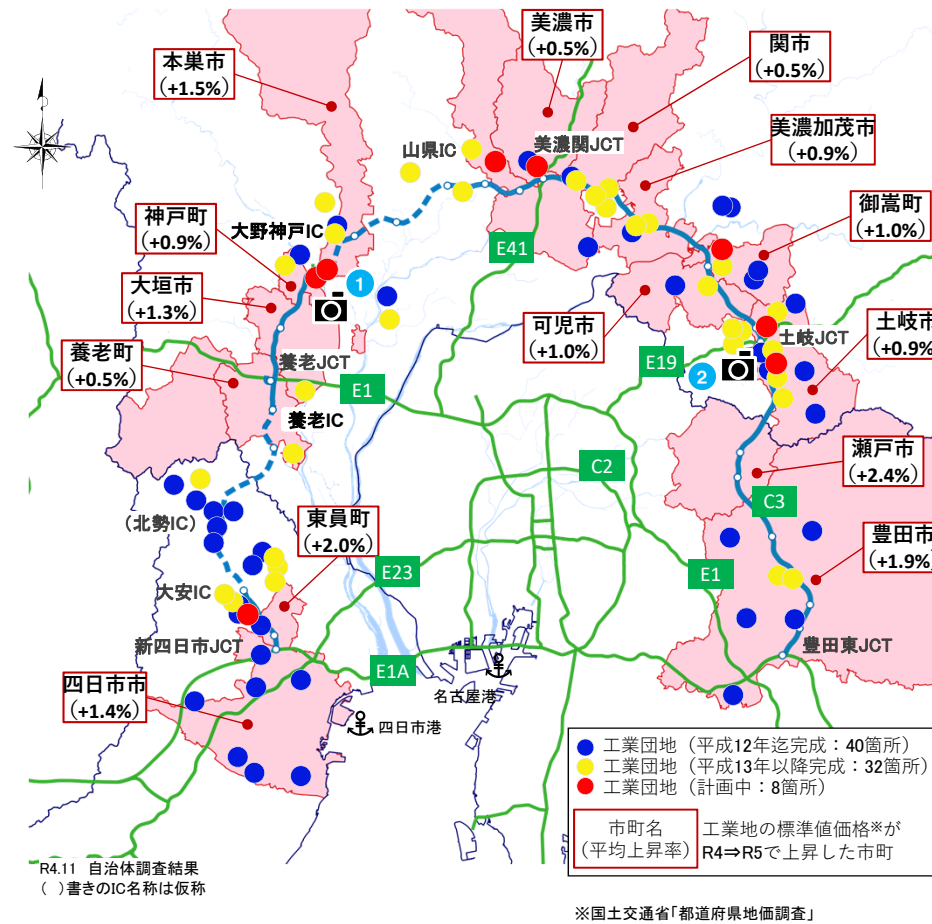 美濃市
(+0.5%)
関市
(+0.5%)
本巣市
(+1.5%)
美濃加茂市
(+0.9%)
山県IC
美濃関JCT
神戸町
(+0.9%)
大野神戸IC
御嵩町
(+1.0%)
E41
大垣市
(+1.3%)
1
可児市
(+1.0%)
土岐市
(+0.9%)
土岐JCT
養老町
(+0.5%)
養老JCT
E19
2
E1
養老IC
瀬戸市
(+2.4%)
C2
C3
(北勢IC)
東員町
(+2.0%)
豊田市
(+1.9%)
E23
E1
大安IC
新四日市JCT
豊田東JCT
E1A
四日市市
(+1.4%)
名古屋港
四日市港
工業団地(平成12年迄完成:40箇所)
工業団地(平成13年以降完成:32箇所)
工業団地(計画中:8箇所)
市町名
(平均上昇率)
工業地の標準値価格※が
R4⇒R5で上昇した市町
R4.11 自治体調査結果
( )書きのIC名称は仮称
※国土交通省「都道府県地価調査」